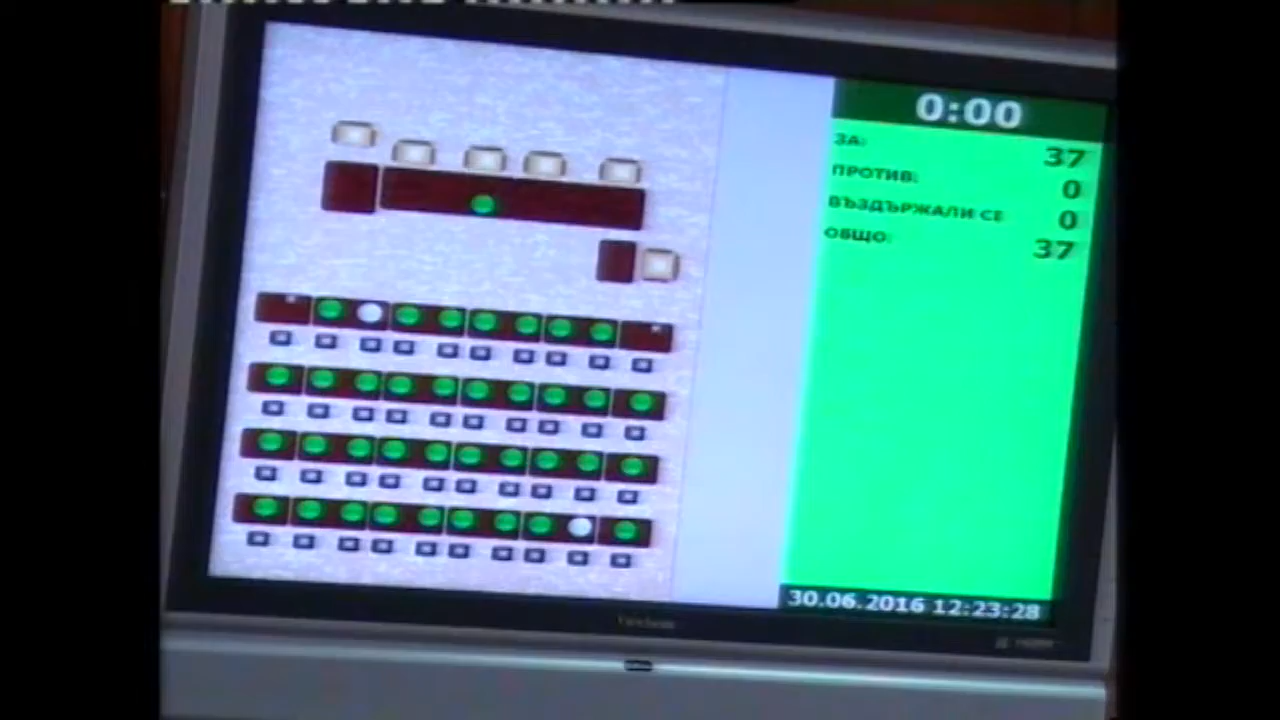 0:00
ЗА: 37
ПРОТИВ: 0
ВЪЗДЪРЖАЛИ СЕ 0
ОБЩО: 37
30.06.2016 12:23:28